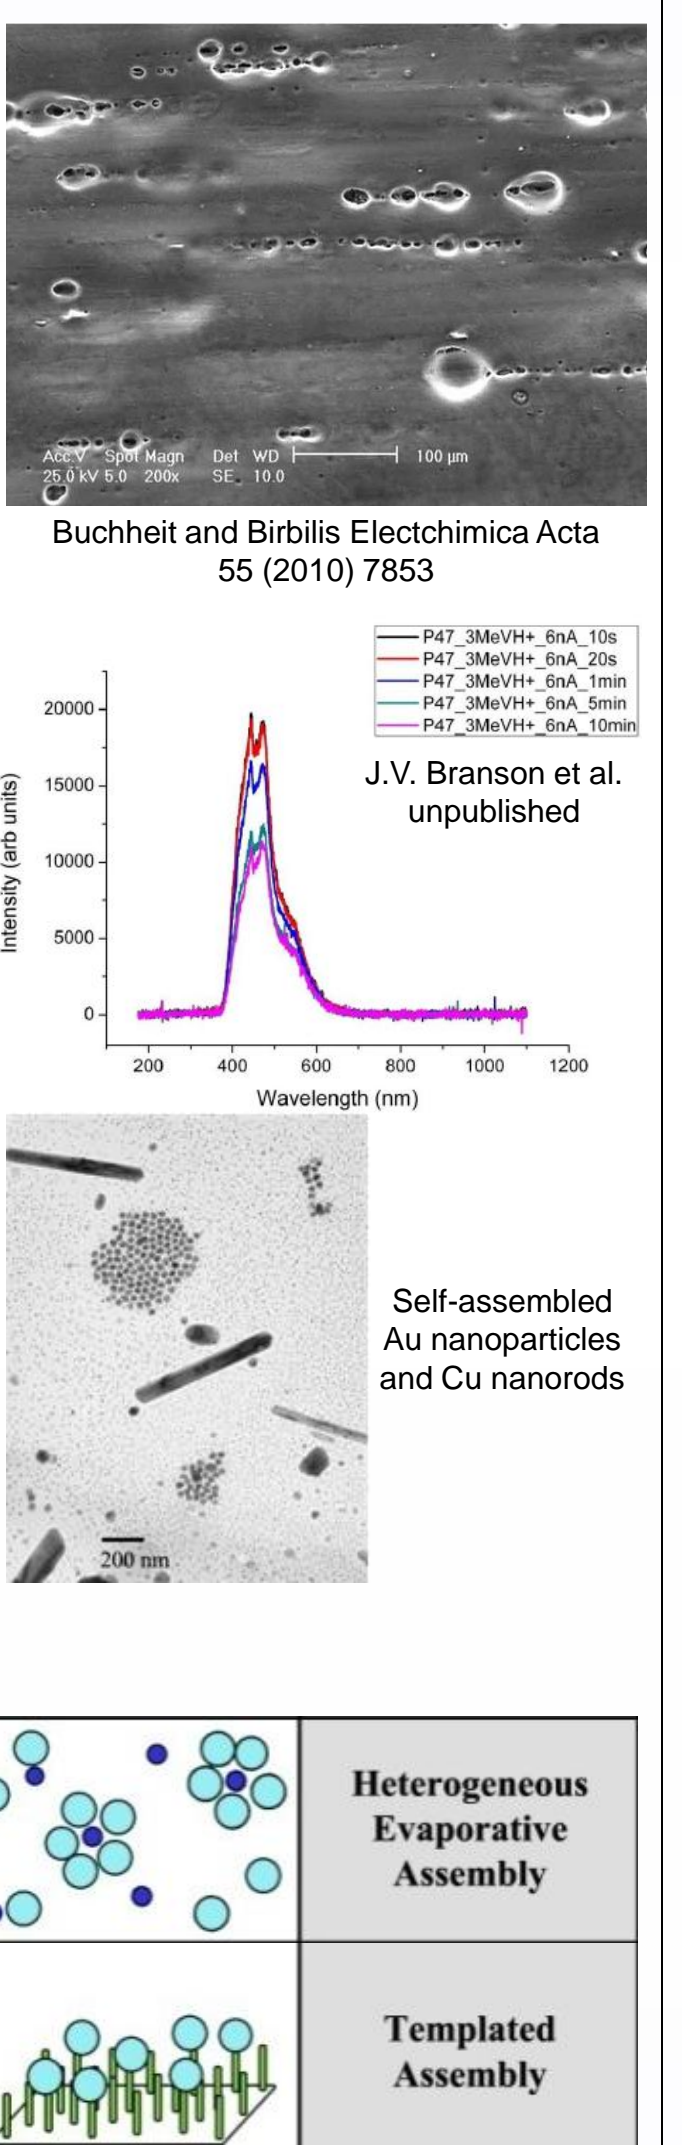 Acc.V Spot Magn Det WD 100 µm
25.0 kV 5.0 200x SE 10.0
Buchheit and Birbilis Electchimica Acta
55 (2010) 7853
P47_3MeVH+_6nA_10s
P47_3MeVH+_6nA_20s
P47_3MeVH+_6nA_1min
P47_3MeVH+_6nA_5min
P47_3MeVH+_6nA_10min
J.V. Branson et al.
unpublished
Intensity (arb units)
20000
15000
10000
5000
0
200 400 600 800 1000 1200
Wavelength (nm)
Self-assembled
Au nanoparticles
and Cu nanorods
200 nm
Heterogeneous
Evaporative
Assembly
Templated
Assembly